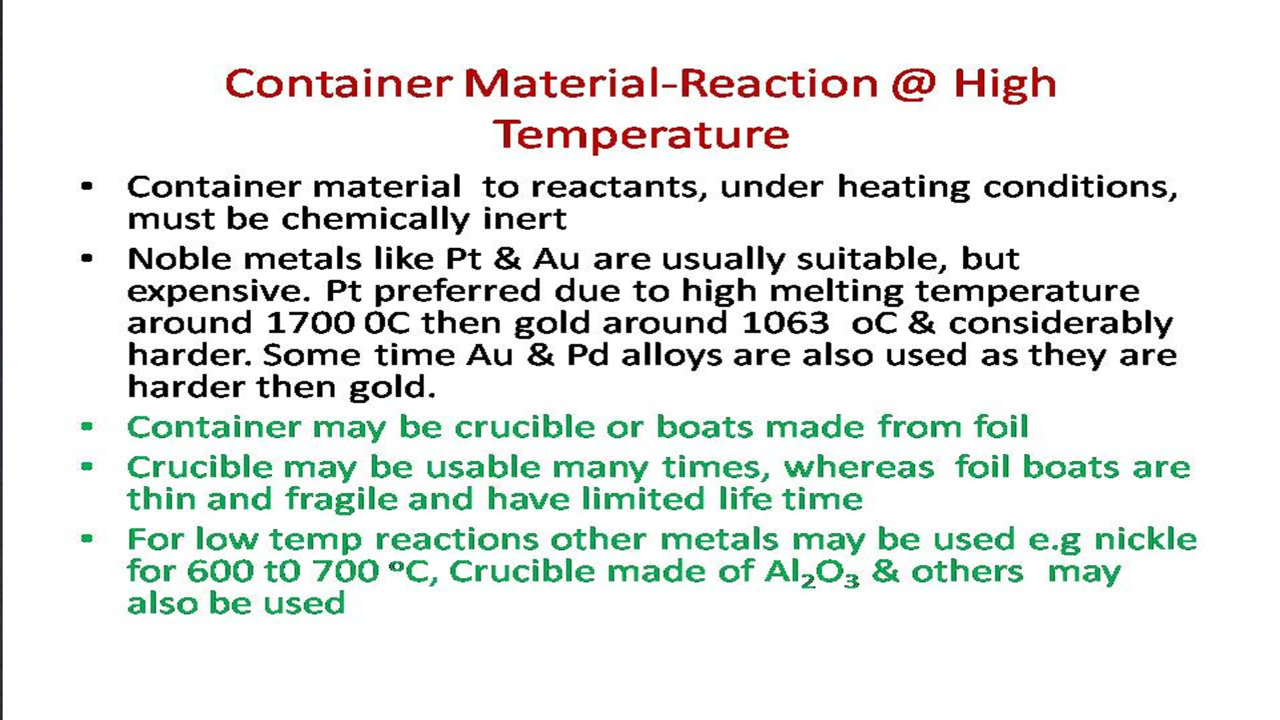 Container Material-Reaction @ High
Temperature
• Container material to reactants, under heating conditions,
must be chemically inert
• Noble metals like Pt & Au are usually suitable, but
expensive. Pt preferred due to high melting temperature
around 1700 0C then gold around 1063 oC & considerably
harder. Some time Au & Pd alloys are also used as they are
harder then gold.
• Container may be crucible or boats made from foil
• Crucible may be usable many times, whereas foil boats are
thin and fragile and have limited life time
• For low temp reactions other metals may be used e.g nickle
for 600 t0 700 ºC, Crucible made of Al₂O₃ & others may
also be used